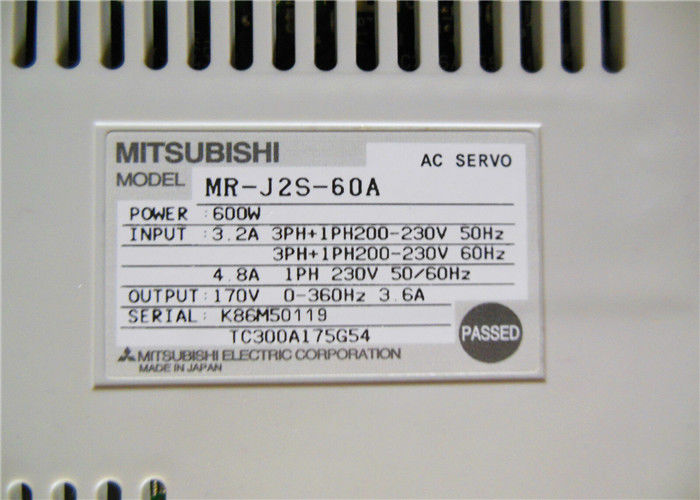 MITSUBISHI
AC SERVO
MODEL MR-J2S-60A
POWER : 600W
INPUT : 3.2A 3PH+1PH200-230V 50Hz
3PH+1PH200-230V 60Hz
4.8A 1PH 230V 50/60Hz
OUTPUT : 170V 0-360Hz 3.6A
SERIAL : K86M50119
TC300A175G54
PASSED
MITSUBISHI ELECTRIC CORPORATION
MADE IN JAPAN